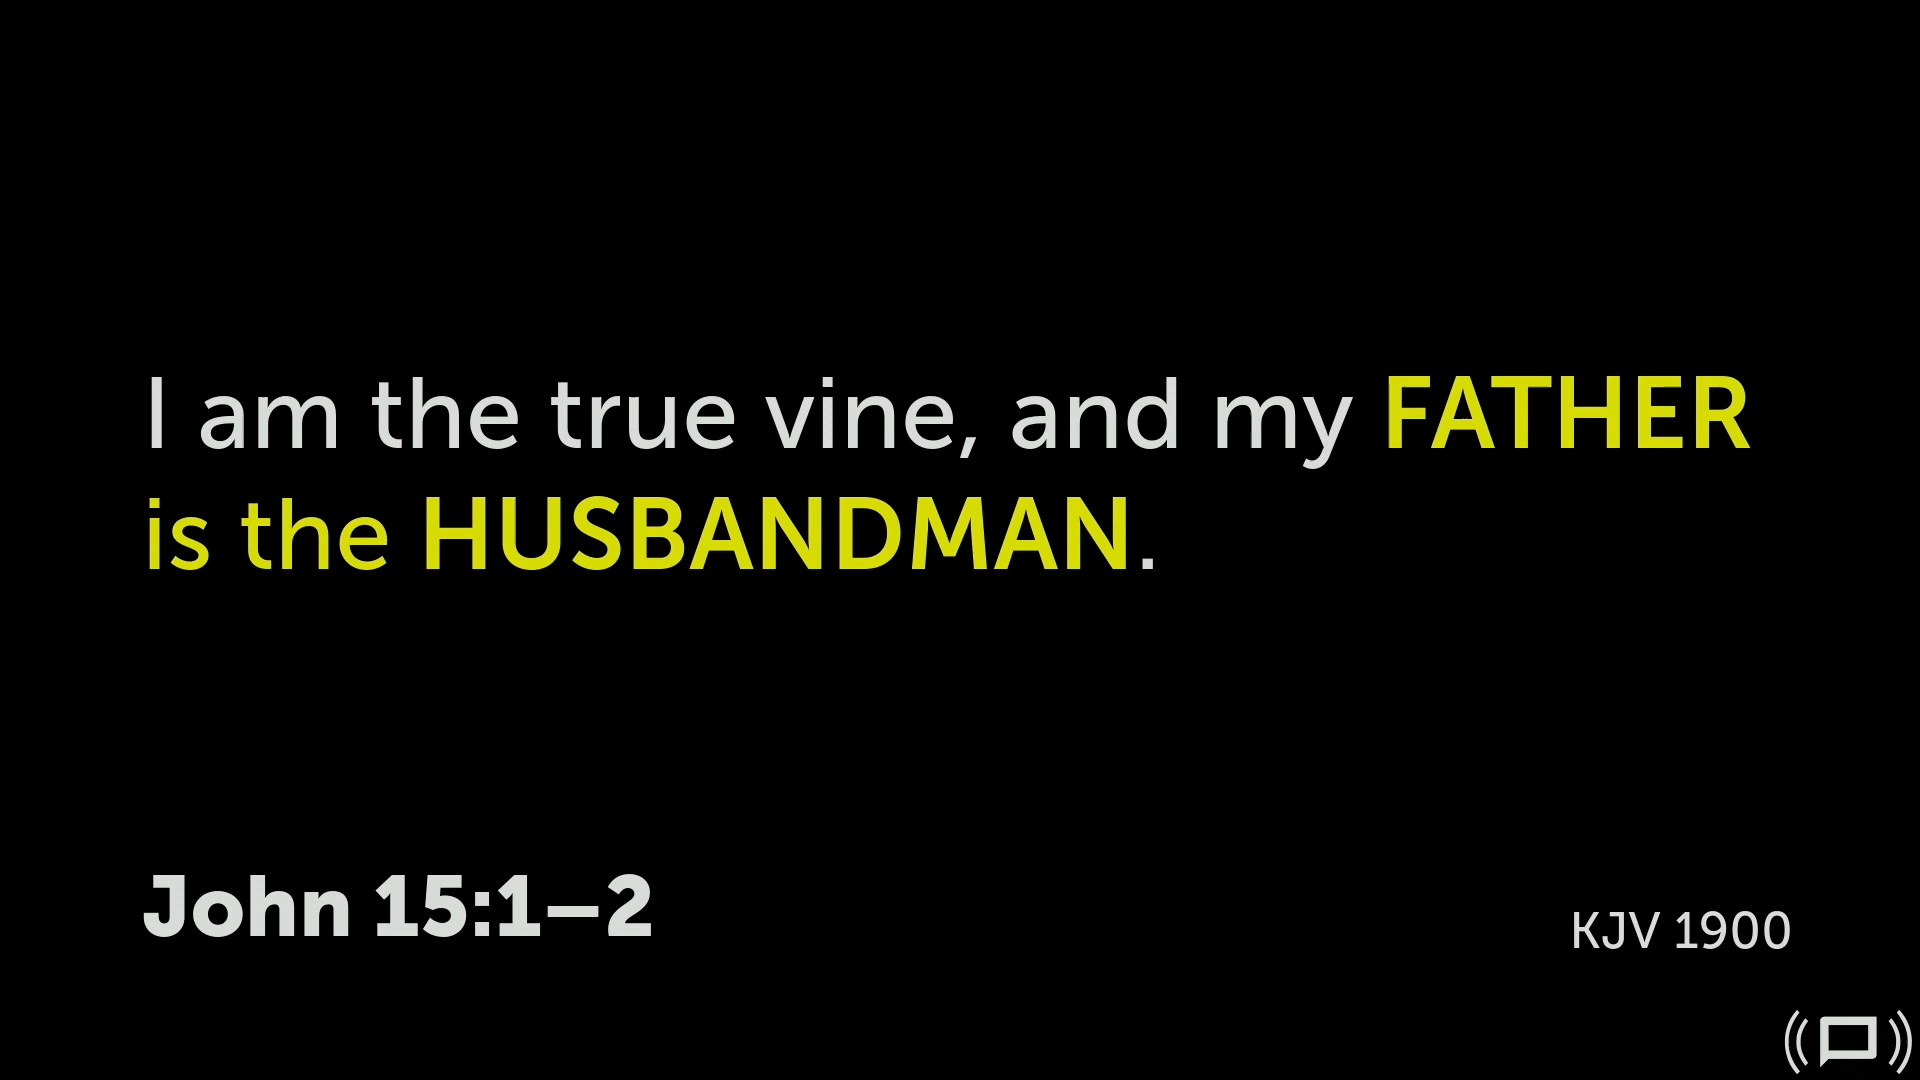 I am the true vine, and my FATHER
is the HUSBANDMAN.
John 15:1–2
KJV 1900